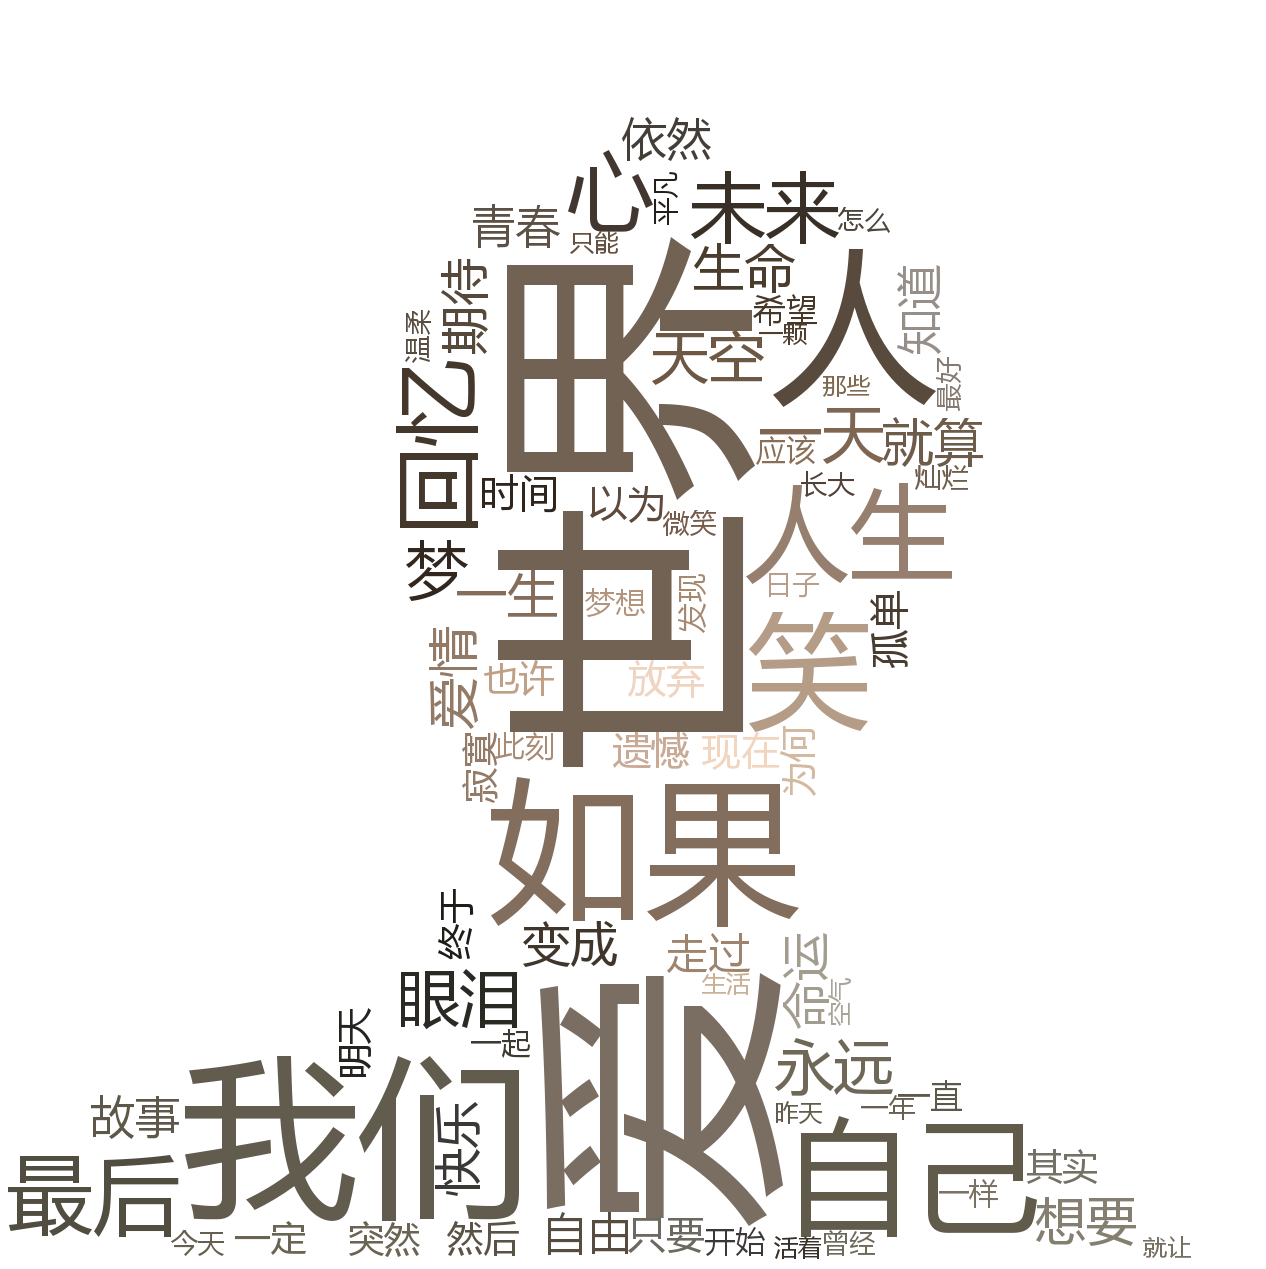 依然
心
平凡
未来
怎么
青春
只能
生命
期待
世界
人
知道
希望
一颗
温柔
天空
回忆
那些
最好
一天
就算
应该
灿烂
长大
时间
以为
微笑
人生
梦
一生
梦想
发现
日子
孤单
笑
爱情
也许
放弃
寂寞
此刻
遗憾
现在
为何
如果
终于
变成
走过
命运
生活
空气
眼泪
明天
一起
爱
永远
故事
我们
快乐
昨天
一年
一直
最后
自己
其实
一样
想要
今天
一定
突然
然后
自由
只要
开始
活着
曾经
就让